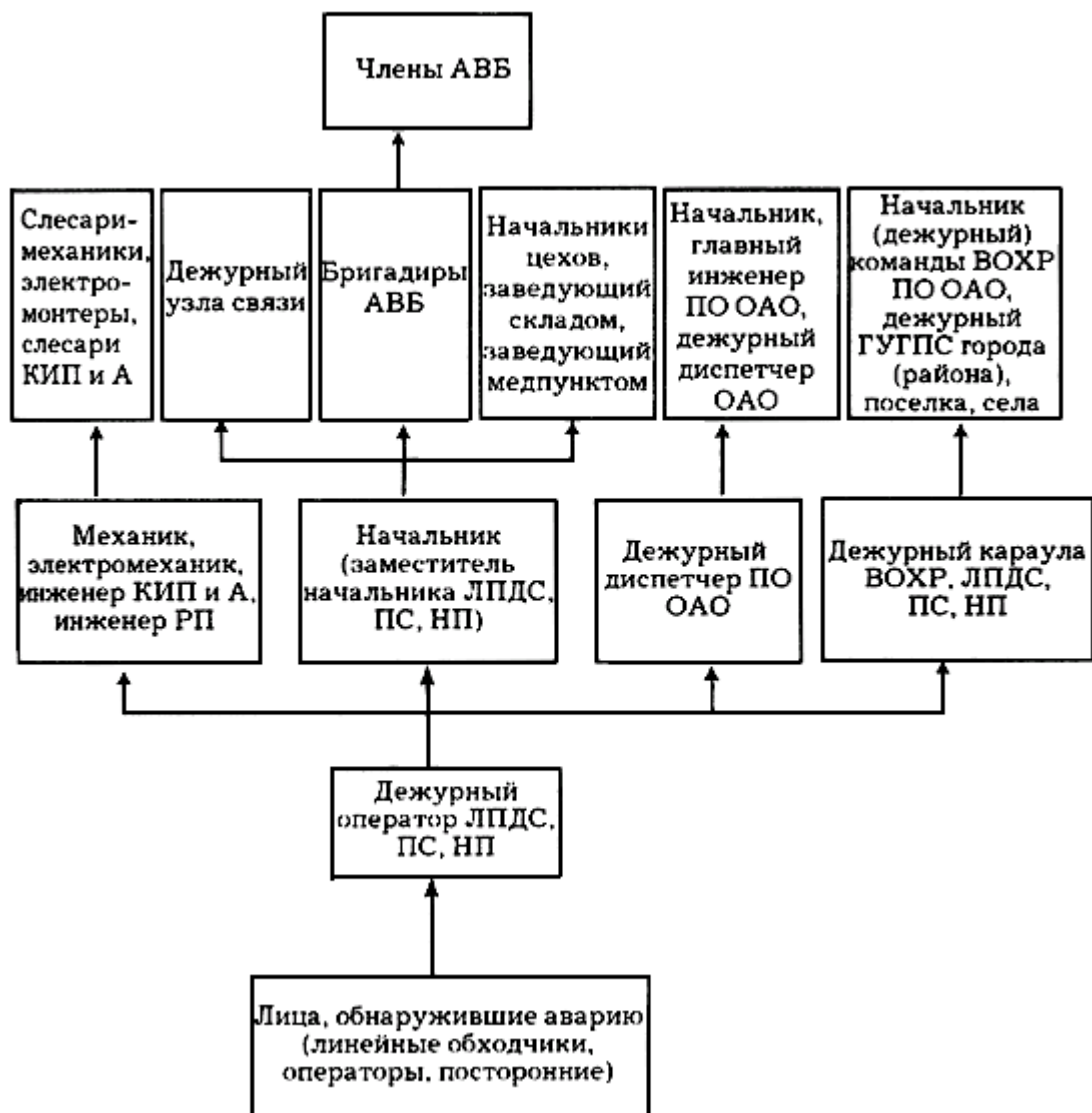 Члены АВБ
Слесари-
механики,
электро-
монтеры,
слесари
КИП и А
Дежурный
узла связи
Бригадиры
АВБ
Начальники
цехов,
заведующий
складом,
заведующий
медпунктом
Начальник,
главный
инженер
ПО ОАО,
дежурный
диспетчер
ОАО
Начальник
(дежурный)
команды ВОХР
ПО ОАО,
дежурный
ГУГПС города
(района),
поселка, села
Механик,
электромеханик,
инженер КИП и А,
инженер РП
Начальник
(заместитель
начальника ЛПДС,
ПС, НП)
Дежурный
диспетчер ПО
ОАО
Дежурный караула
ВОХР, ЛПДС,
ПС, НП
Дежурный
оператор ЛПДС,
ПС, НП
Лица, обнаружившие аварию
(линейные обходчики,
операторы, посторонние)